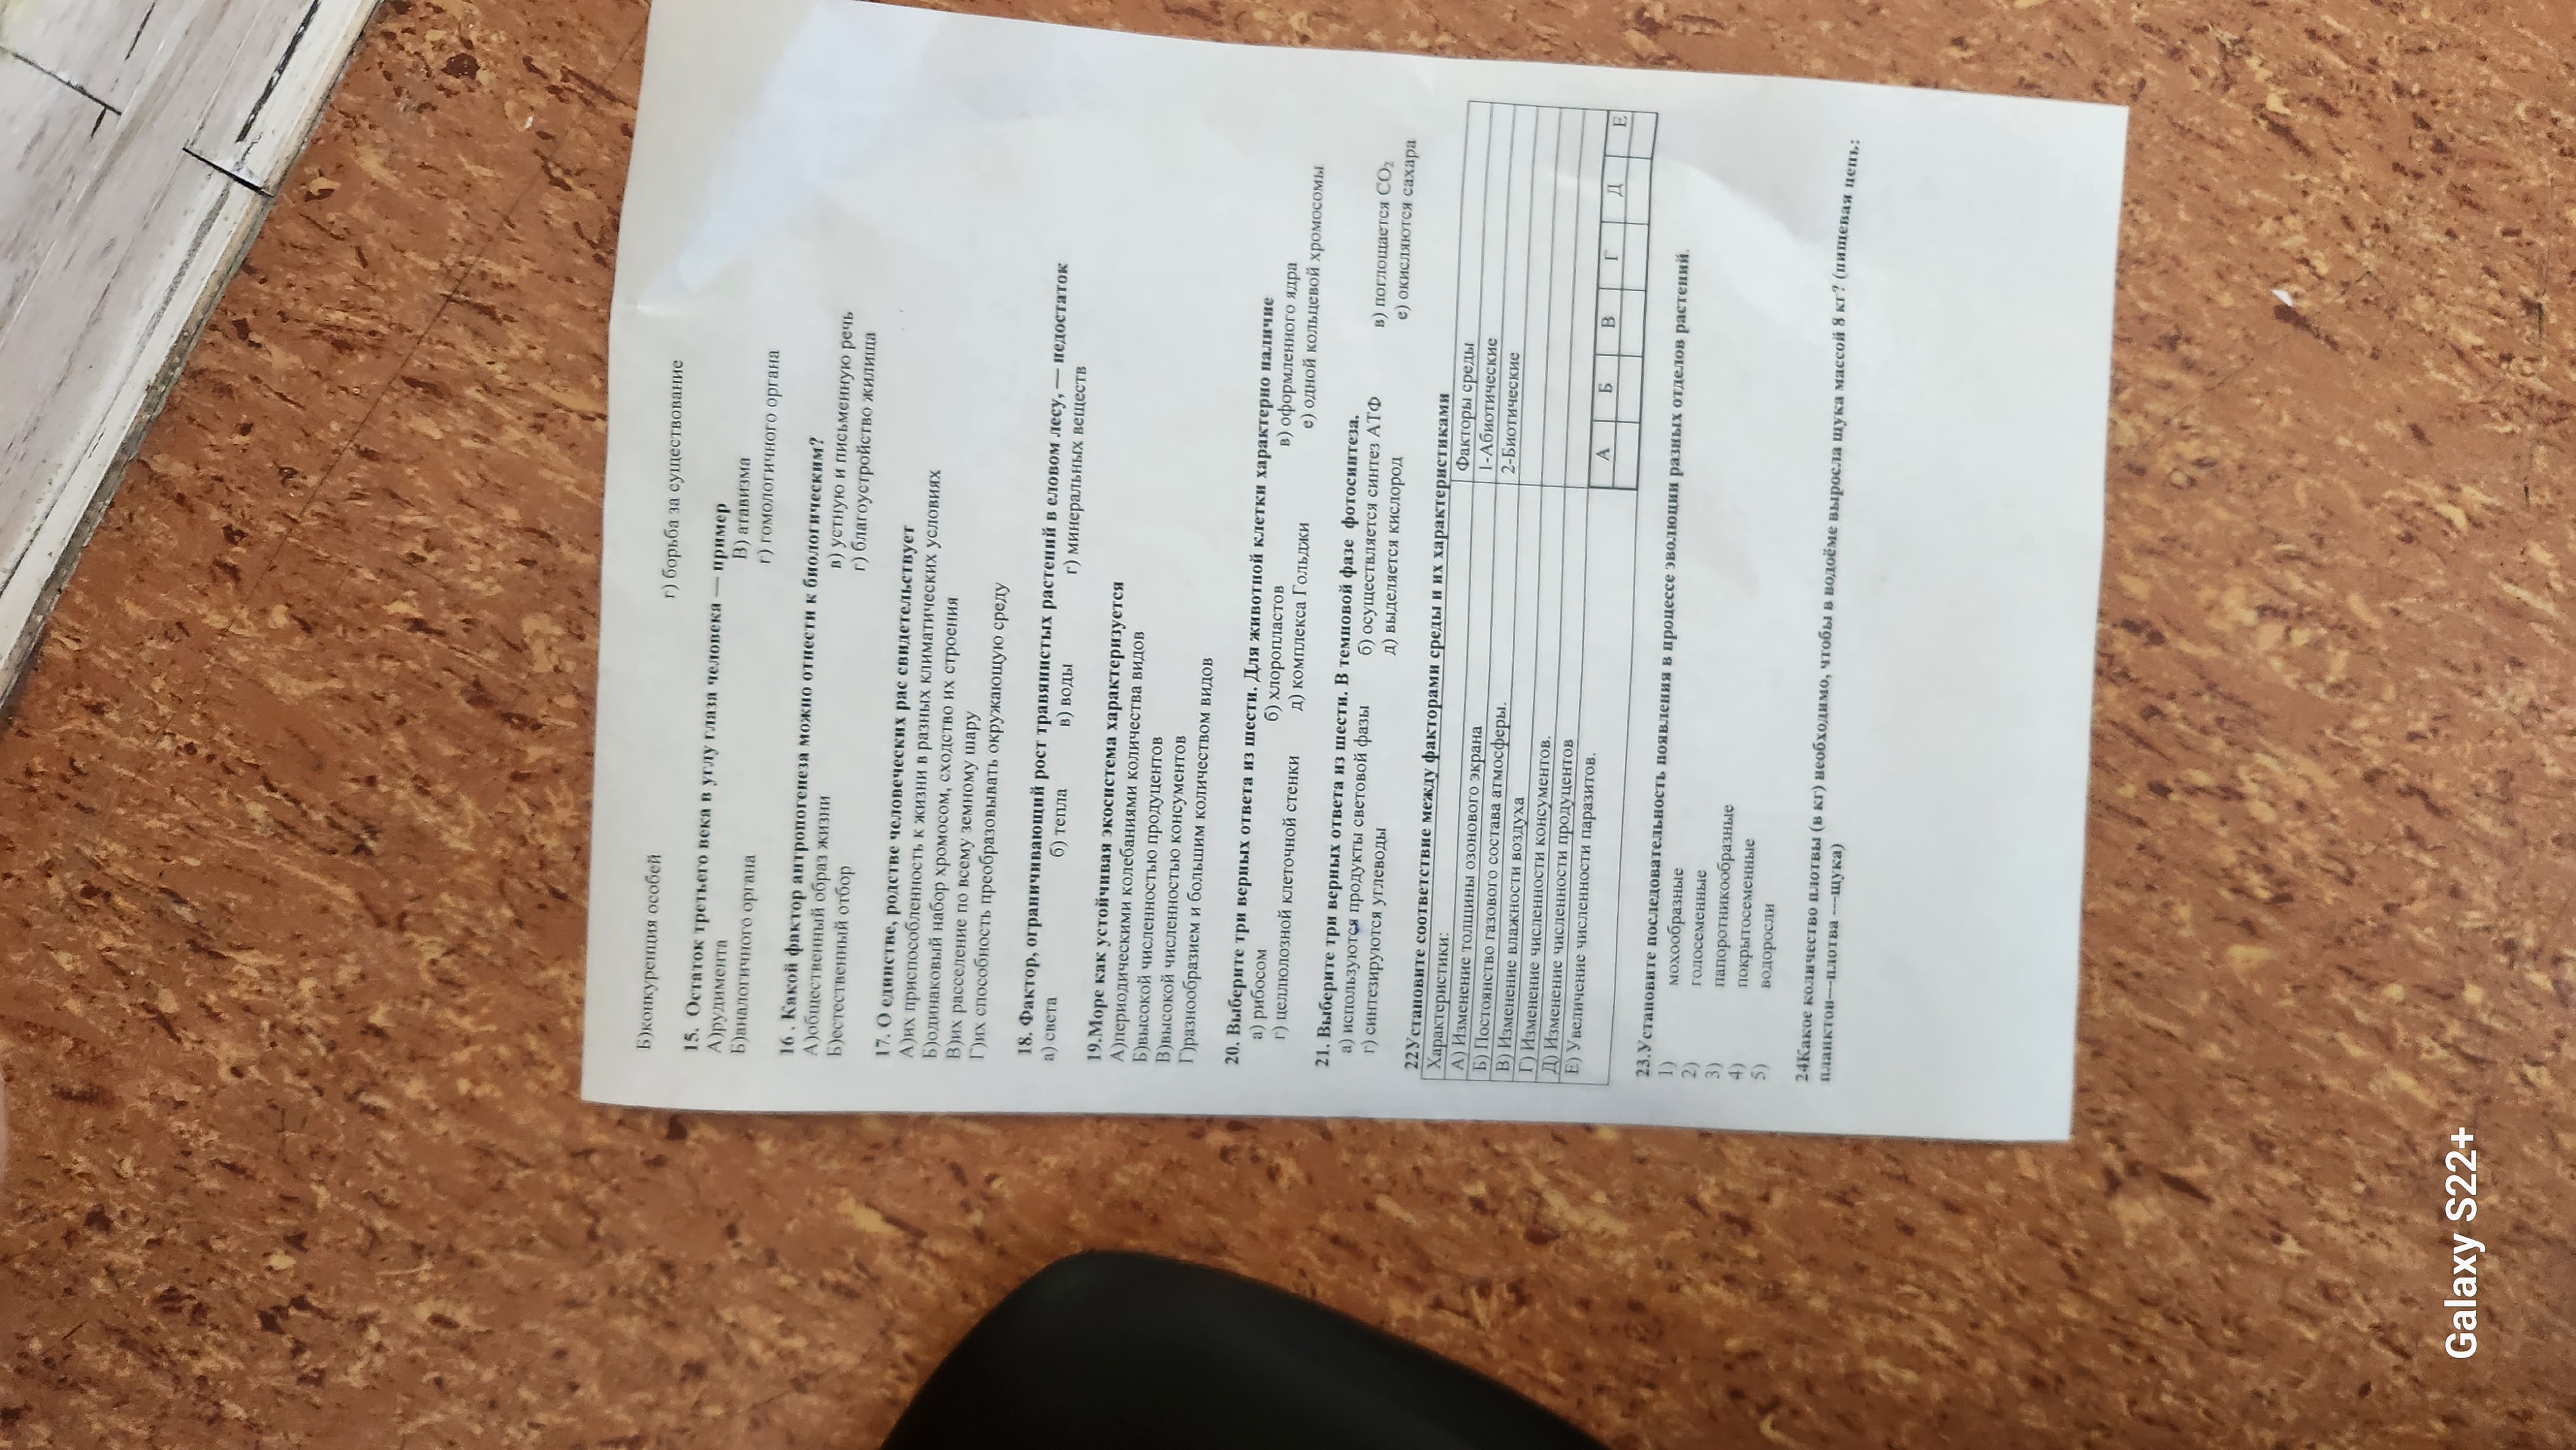 Б)конкуренция особей
г) борьба за существование
15. Остаток третьего века в углу глаза человека — пример
А)рудимента
В) атавизма
Б)аналогичного органа
г) гомологичного органа
16 . Какой фактор антропогенеза можно отнести к биологическим?
А)общественный образ жизни
в) устную и письменную речь
Б)естественный отбор
г) благоустройство жилища
17. О единстве, родстве человеческих рас свидетельствует
А)их приспособленность к жизни в разных климатических условиях
Б)одинаковый набор хромосом, сходство их строения
В)их расселение по всему земному шару
Г)их способность преобразовывать окружающую среду
18. Фактор, ограничивающий рост травянистых растений в еловом лесу, — недостаток
а) света б) тепла в) воды г) минеральных веществ
19.Море как устойчивая экосистема характеризуется
А)периодическими колебаниями количества видов
Б)высокой численностью продуцентов
В)высокой численностью консументов
Г)разнообразием и большим количеством видов
20. Выберите три верных ответа из шести. Для животной клетки характерно наличие
а) рибосом б) хлоропластов в) оформленного ядра
г) целлюлозной клеточной стенки д) комплекса Гольджи е) одной кольцевой хромосомы
21. Выберите три верных ответа из шести. В темновой фазе фотосинтеза.
а) используются продукты световой фазы б) осуществляется синтез АТФ в) поглощается CO₂
г) синтезируются углеводы д) выделяется кислород е) окисляются сахара
22Установите соответствие между факторами среды и их характеристиками
Характеристики: Факторы среды
А) Изменение толщины озонового экрана 1-Абиотические
Б) Постоянство газового состава атмосферы. 2-Биотические
В) Изменение влажности воздуха
Г) Изменение численности консументов.
Д) Изменение численности продуцентов
Е) Увеличение численности паразитов.
А Б В Г Д Е
23.Установите последовательность появления в процессе эволюции разных отделов растений.
1) мохообразные
2) голосеменные
3) папоротникообразные
4) покрытосеменные
5) водоросли
24Какое количество плотвы (в кг) необходимо, чтобы в водоёме выросла щука массой 8 кг? (пищевая цепь:
планктон---плотва ---щука)
Galaxy S22+